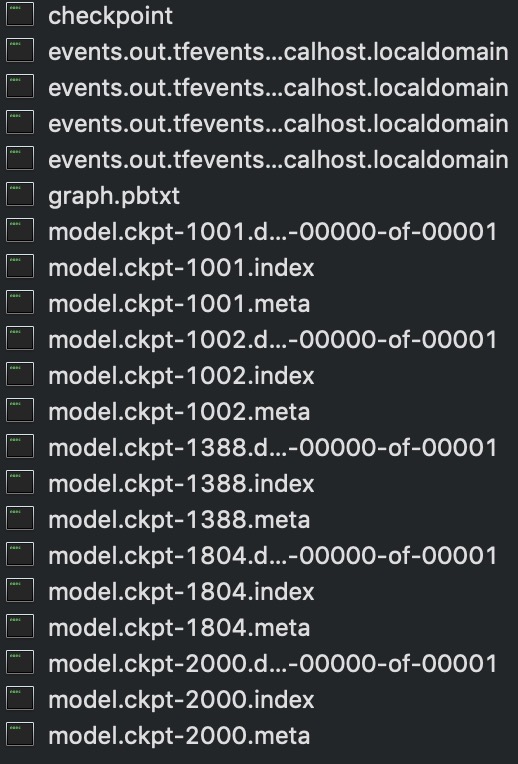 checkpoint
events.out.tfevents...calhost.localdomain
events.out.tfevents...calhost.localdomain
events.out.tfevents...calhost.localdomain
events.out.tfevents...calhost.localdomain
graph.pbtxt
model.ckpt-1001.d...-00000-of-00001
model.ckpt-1001.index
model.ckpt-1001.meta
model.ckpt-1002.d...-00000-of-00001
model.ckpt-1002.index
model.ckpt-1002.meta
model.ckpt-1388.d...-00000-of-00001
model.ckpt-1388.index
model.ckpt-1388.meta
model.ckpt-1804.d...-00000-of-00001
model.ckpt-1804.index
model.ckpt-1804.meta
model.ckpt-2000.d...-00000-of-00001
model.ckpt-2000.index
model.ckpt-2000.meta